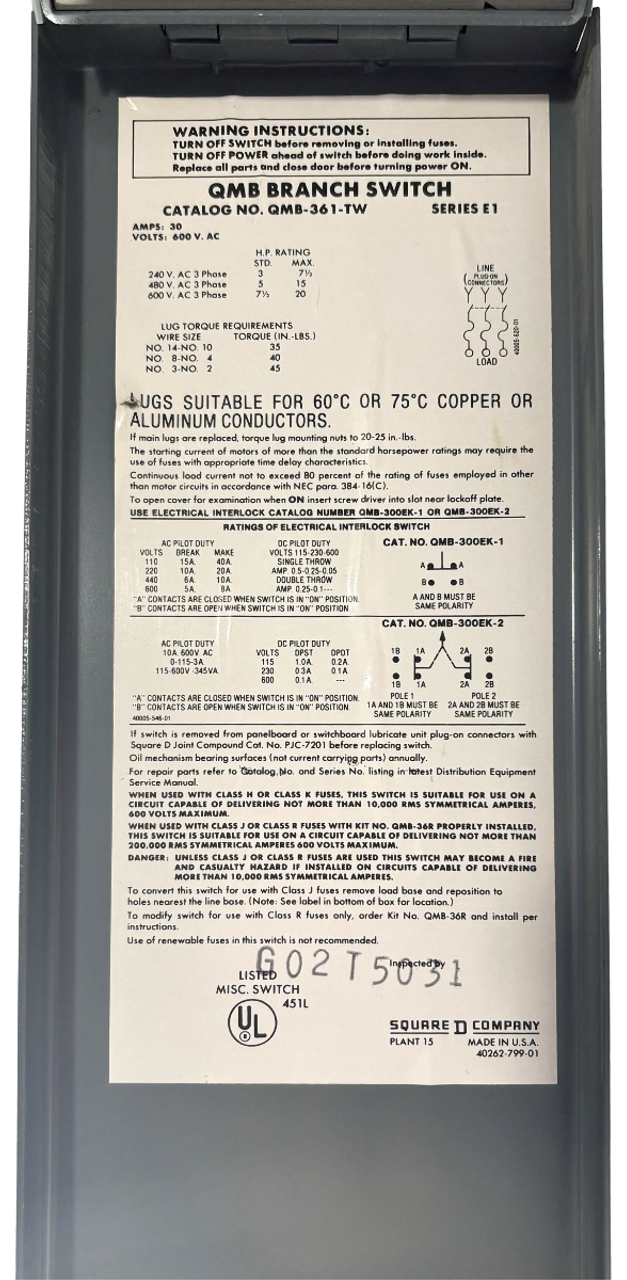 WARNING INSTRUCTIONS:
TURN OFF SWITCH before removing or installing fuses.
TURN OFF POWER ahead of switch before doing work inside.
Replace all parts and close door before turning power ON.
QMB BRANCH SWITCH
CATALOG NO. QMB-361-TW SERIES E1
AMPS: 30
VOLTS: 600 V. AC
H.P. RATING
STD. MAX.
240 V. AC 3 Phase 3 7½
480 V. AC 3 Phase 5 15
600 V. AC 3 Phase 7½ 20
LINE
(PLUG-ON CONNECTORS)
40005-620-01
LOAD
LUG TORQUE REQUIREMENTS
WIRE SIZE TORQUE (IN.-LBS.)
NO. 14-NO. 10 35
NO. 8-NO. 4 40
NO. 3-NO. 2 45
LUGS SUITABLE FOR 60°C OR 75°C COPPER OR
ALUMINUM CONDUCTORS.
If main lugs are replaced, torque lug mounting nuts to 20-25 in.-lbs.
The starting current of motors of more than the standard horsepower ratings may require the
use of fuses with appropriate time delay characteristics.
Continuous load current not to exceed 80 percent of the rating of fuses employed in other
than motor circuits in accordance with NEC para. 384-16(C).
To open cover for examination when ON insert screw driver into slot near lockoff plate.
USE ELECTRICAL INTERLOCK CATALOG NUMBER QMB-300EK-1 OR QMB-300EK-2
RATINGS OF ELECTRICAL INTERLOCK SWITCH
AC PILOT DUTY DC PILOT DUTY CAT. NO. QMB-300EK-1
VOLTS BREAK MAKE VOLTS 115-230-600
110 15A. 40A. SINGLE THROW
220 10A. 20A. AMP. 0.5-0.25-0.05
440 6A. 10A. DOUBLE THROW
600 5A. 8A AMP. 0.25-0.1---
A A
B B
A AND B MUST BE
SAME POLARITY
"A" CONTACTS ARE CLOSED WHEN SWITCH IS IN "ON" POSITION.
"B" CONTACTS ARE OPEN WHEN SWITCH IS IN "ON" POSITION.
CAT. NO. QMB-300EK-2
AC PILOT DUTY DC PILOT DUTY
10A. 600V. AC VOLTS DPST DPDT
0-115-3A. 115 1.0A. 0.2A.
115-600V.-345VA. 230 0.3A 0.1A.
600 0.1A. ---
1B 1A 2A 2B
1B 1A 2A 2B
POLE 1 POLE 2
1A AND 1B MUST BE 2A AND 2B MUST BE
SAME POLARITY SAME POLARITY
"A" CONTACTS ARE CLOSED WHEN SWITCH IS IN "ON" POSITION.
"B" CONTACTS ARE OPEN WHEN SWITCH IS IN "ON" POSITION.
40005-546-01
If switch is removed from panelboard or switchboard lubricate unit plug-on connectors with
Square D Joint Compound Cat. No. PJC-7201 before replacing switch.
Oil mechanism bearing surfaces (not current carrying parts) annually.
For repair parts refer to Catalog No. and Series No. listing in latest Distribution Equipment
Service Manual.
WHEN USED WITH CLASS H OR CLASS K FUSES, THIS SWITCH IS SUITABLE FOR USE ON A
CIRCUIT CAPABLE OF DELIVERING NOT MORE THAN 10,000 RMS SYMMETRICAL AMPERES,
600 VOLTS MAXIMUM.
WHEN USED WITH CLASS J OR CLASS R FUSES WITH KIT NO. QMB-36R PROPERLY INSTALLED,
THIS SWITCH IS SUITABLE FOR USE ON A CIRCUIT CAPABLE OF DELIVERING NOT MORE THAN
200,000 RMS SYMMETRICAL AMPERES 600 VOLTS MAXIMUM.
DANGER: UNLESS CLASS J OR CLASS R FUSES ARE USED THIS SWITCH MAY BECOME A FIRE
AND CASUALTY HAZARD IF INSTALLED ON CIRCUITS CAPABLE OF DELIVERING
MORE THAN 10,000 RMS SYMMETRICAL AMPERES.
To convert this switch for use with Class J fuses remove load base and reposition to
holes nearest the line base. (Note: See label in bottom of box for location.)
To modify switch for use with Class R fuses only, order Kit No. QMB-36R and install per
instructions.
Use of renewable fuses in this switch is not recommended.
G02T5031
Inspected by
LISTED
MISC. SWITCH
451L
UL
SQUARE D COMPANY
PLANT 15 MADE IN U.S.A.
40262-799-01